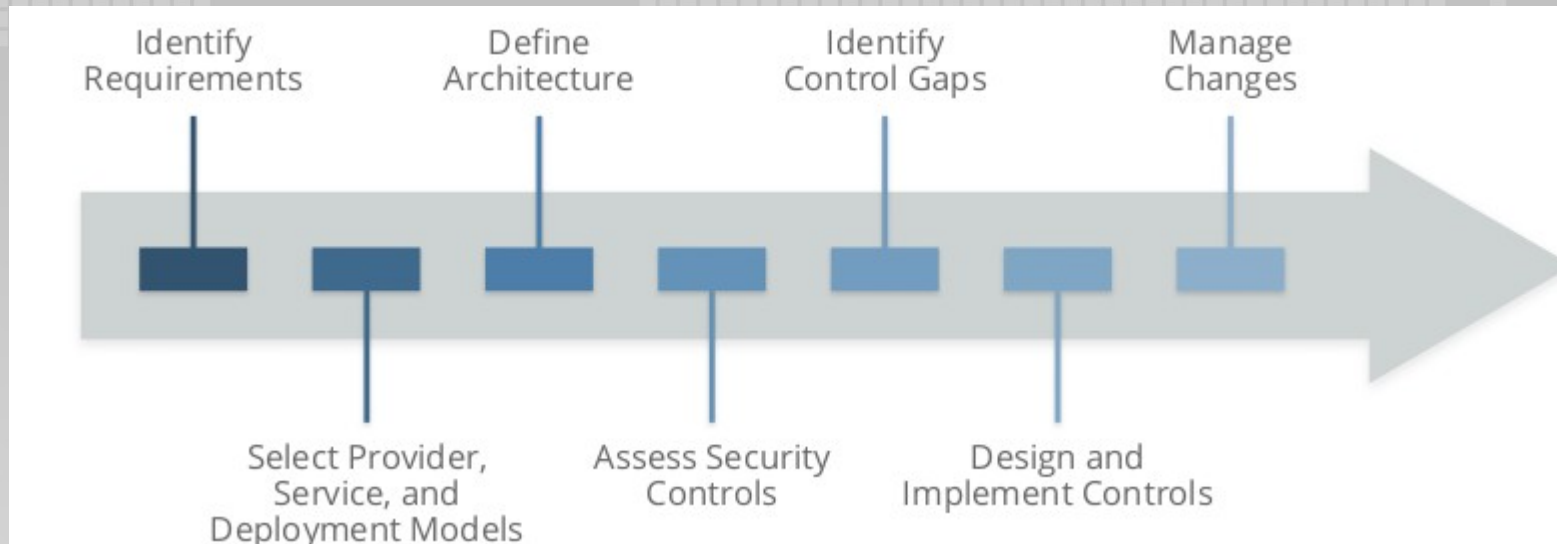 Identify
Requirements
Select Provider,
Service, and
Deployment Models
Define
Architecture
Assess Security
Controls
Identify
Control Gaps
Design and
Implement Controls
Manage
Changes